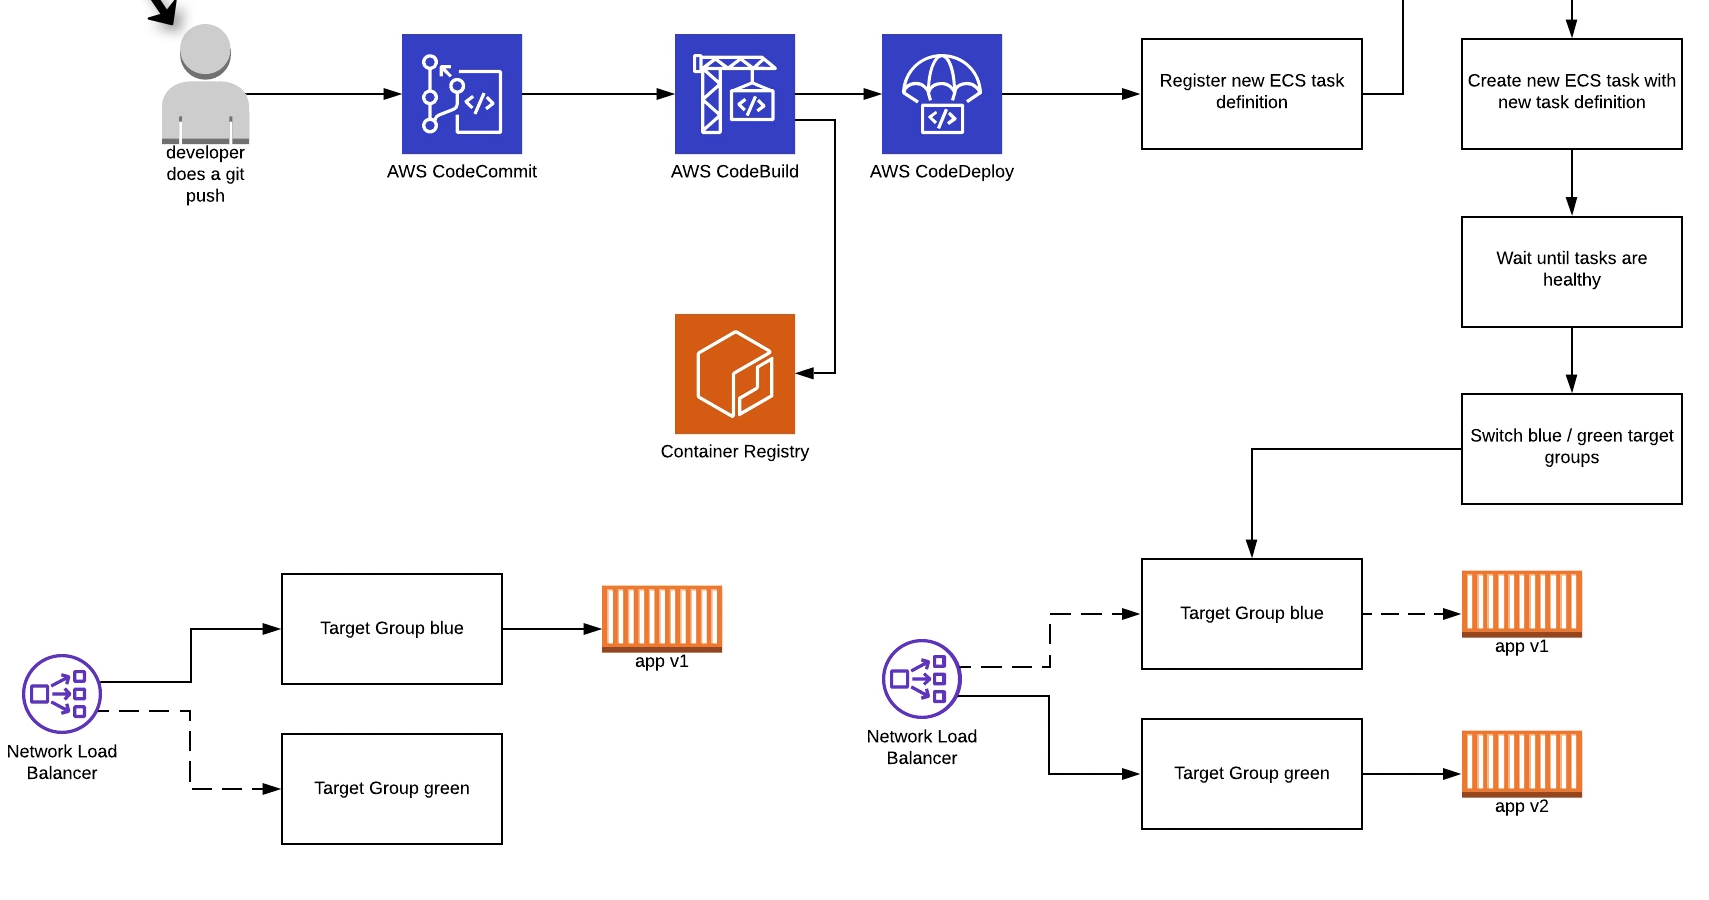 developer
does a git
push
AWS CodeCommit
AWS CodeBuild
AWS CodeDeploy
Register new ECS task
definition
Create new ECS task with
new task definition
Wait until tasks are
healthy
Container Registry
Switch blue / green target
groups
Network Load
Balancer
Target Group blue
app v1
Target Group green
Network Load
Balancer
Target Group blue
app v1
Target Group green
app v2